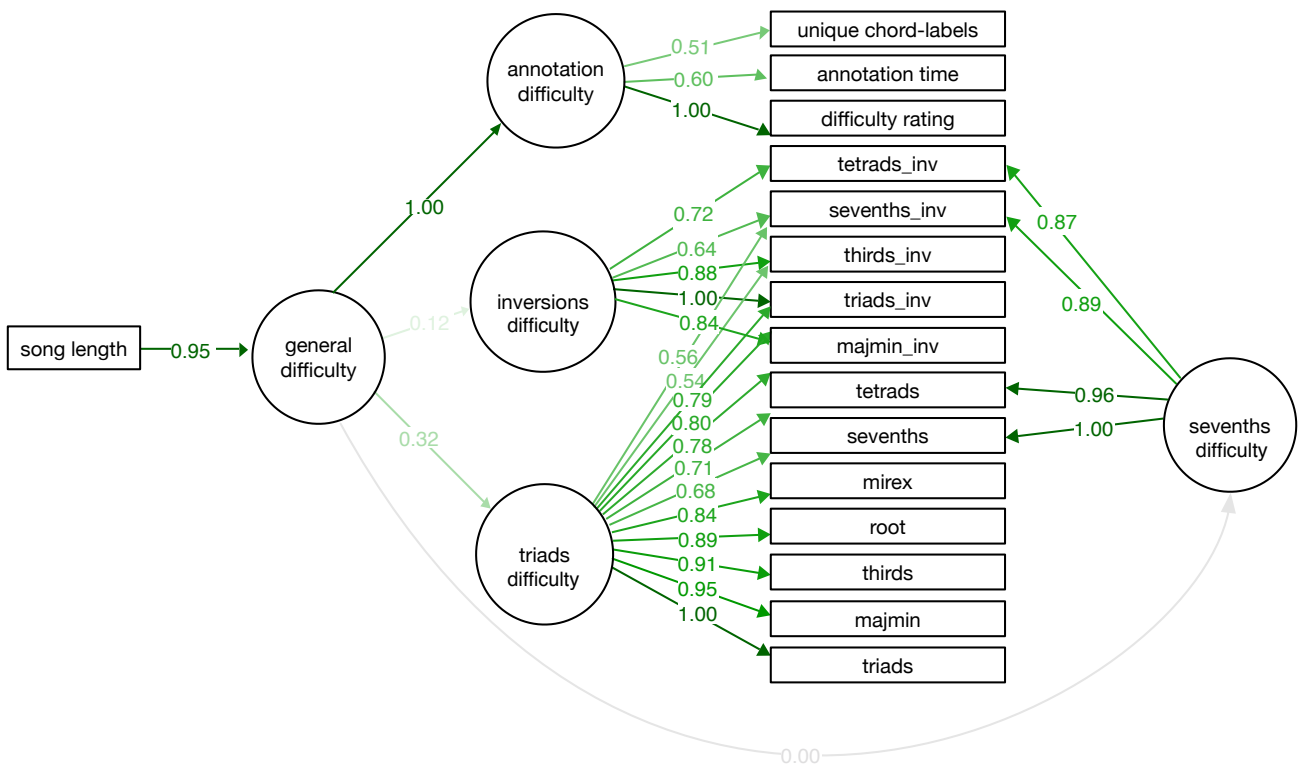 unique chord-labels
0.51
annotation
difficulty
annotation time
0.60
1.00
difficulty rating
tetrads_inv
1.00
0.72
sevenths_inv
0.87
0.64
thirds_inv
0.88
1.00
triads_inv
inversions
difficulty
0.89
0.12
0.84
song length
0.95
general
difficulty
majmin_inv
0.56
0.54
tetrads
0.96
0.79
0.80
0.32
sevenths
1.00
sevenths
difficulty
0.78
0.71
mirex
0.68
0.84
root
0.89
triads
difficulty
0.91
thirds
0.95
1.00
majmin
triads
0.00